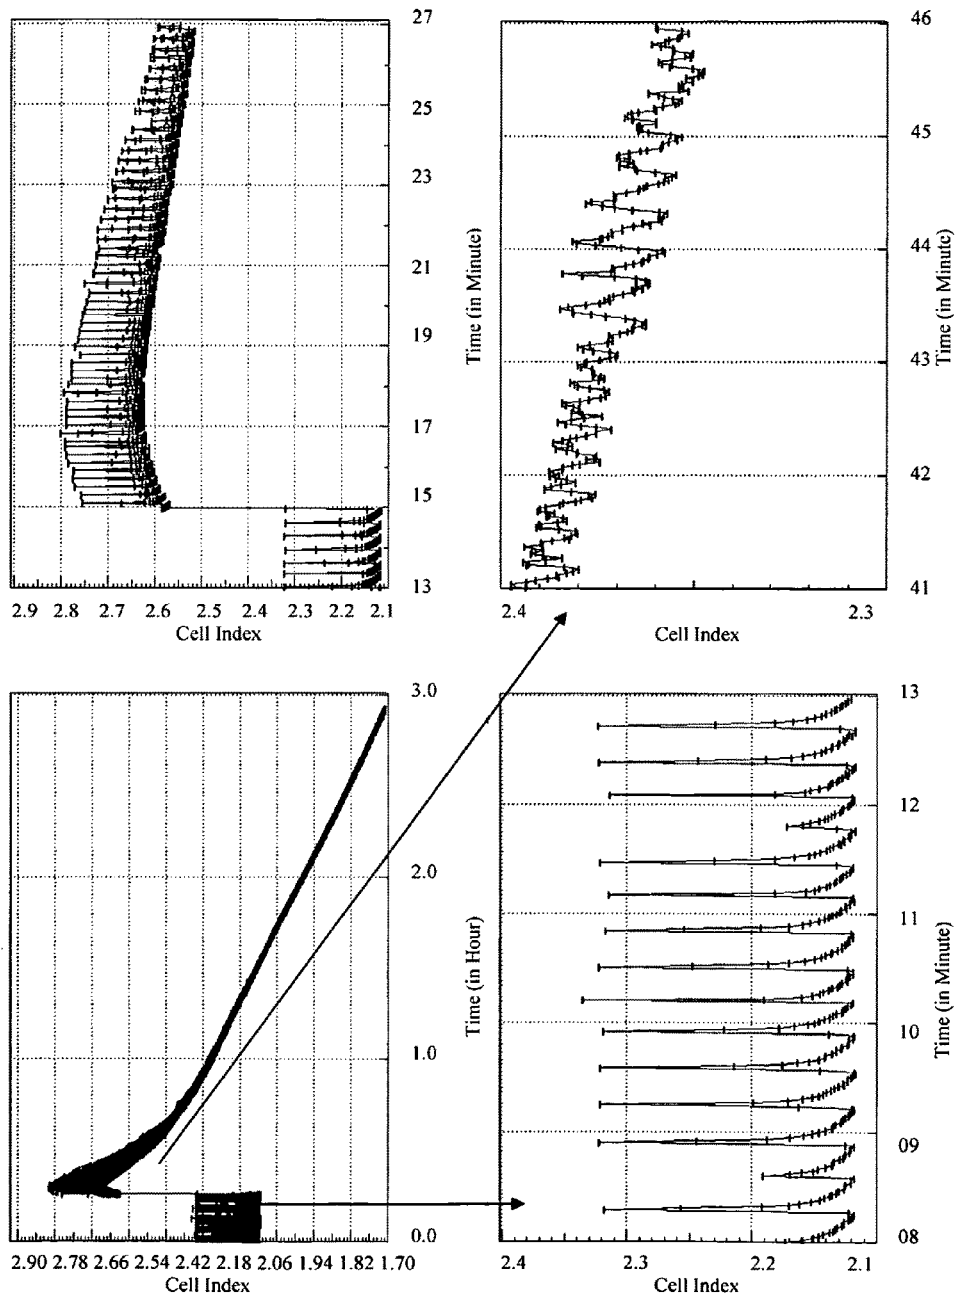 27
25
23
21
19
17
15
13
Time (in Minute)
2.9 2.8 2.7 2.6 2.5 2.4 2.3 2.2 2.1
Cell Index
46
45
44
43
42
41
Time (in Minute)
2.4 2.3
Cell Index
3.0
2.0
1.0
0.0
Time (in Hour)
2.90 2.78 2.66 2.54 2.42 2.18 2.06 1.94 1.82 1.70
Cell Index
13
12
11
10
09
08
Time (in Minute)
2.4 2.3 2.2 2.1
Cell Index